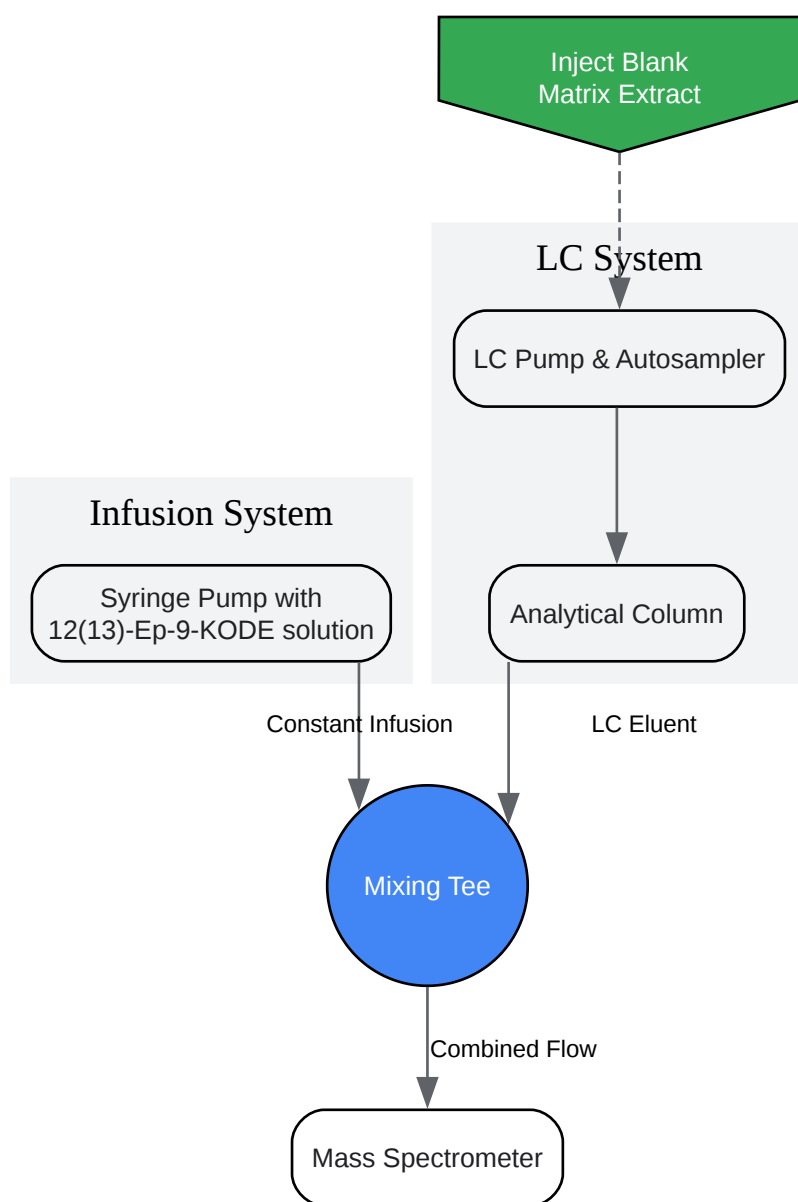 Inject Blank
Matrix Extract
LC System
LC Pump & Autosampler
Infusion System
Syringe Pump with
12(13)-Ep-9-KODE solution
Analytical Column
Constant Infusion
LC Eluent
Mixing Tee
Combined Flow
Mass Spectrometer